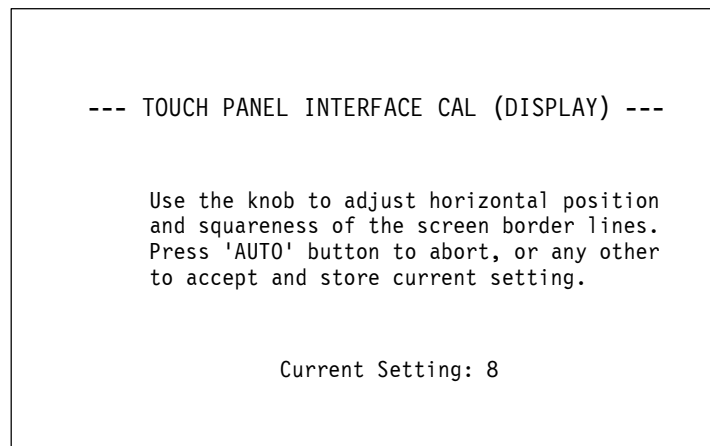 --- TOUCH PANEL INTERFACE CAL (DISPLAY) ---
Use the knob to adjust horizontal position
and squareness of the screen border lines.
Press 'AUTO' button to abort, or any other
to accept and store current setting.
Current Setting: 8